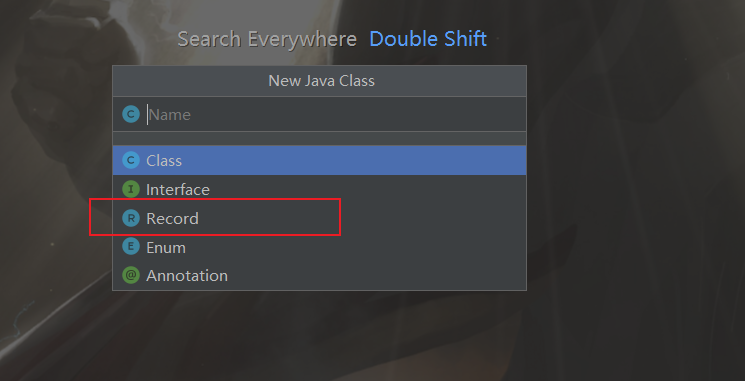 Search Everywhere Double Shift
New Java Class
C Name
C Class
I Interface
R Record
E Enum
@ Annotation